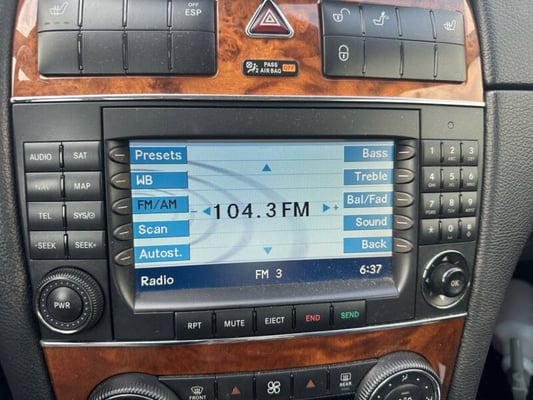 OFF
ESP
PASS
2 AIRBAG OFF
AUDIO SAT
NAV MAP
TEL SYS
-SEEK SEEK+
PWR
Presets
WB
FM/AM
Scan
Autost.
104.3 FM
+
Bass
Treble
Bal/Fad
Sound
Back
Radio FM 3 6:37
1 2 3
4 5 6
7 8 9
* 0 #
OK
RPT MUTE EJECT END SEND
FRONT
REAR